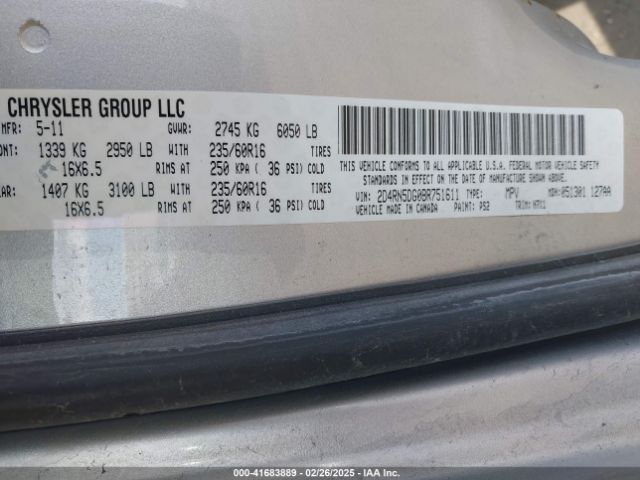 CHRYSLER GROUP LLC
MFR: 5-11 GVWR: 2745 KG 6050 LB
ONT: 1339 KG 2950 LB WITH 235/60R16 TIRES
16X6.5 RIMS AT 250 KPA ( 36 PSI) COLD
AR: 1407 KG 3100 LB WITH 235/60R16 TIRES
16X6.5 RIMS AT 250 KPA ( 36 PSI) COLD
THIS VEHICLE CONFORMS TO ALL APPLICABLE U.S.A. FEDERAL MOTOR VEHICLE SAFETY
STANDARDS IN EFFECT ON THE DATE OF MANUFACTURE SHOWN ABOVE.
VIN: 2D4RN5DG0BR751611 TYPE: MPV MDH: 051301 127AA
VEHICLE MADE IN CANADA PAINT: PS2 TRIM:
000-41683889 - 02/26/2025 - IAA Inc.